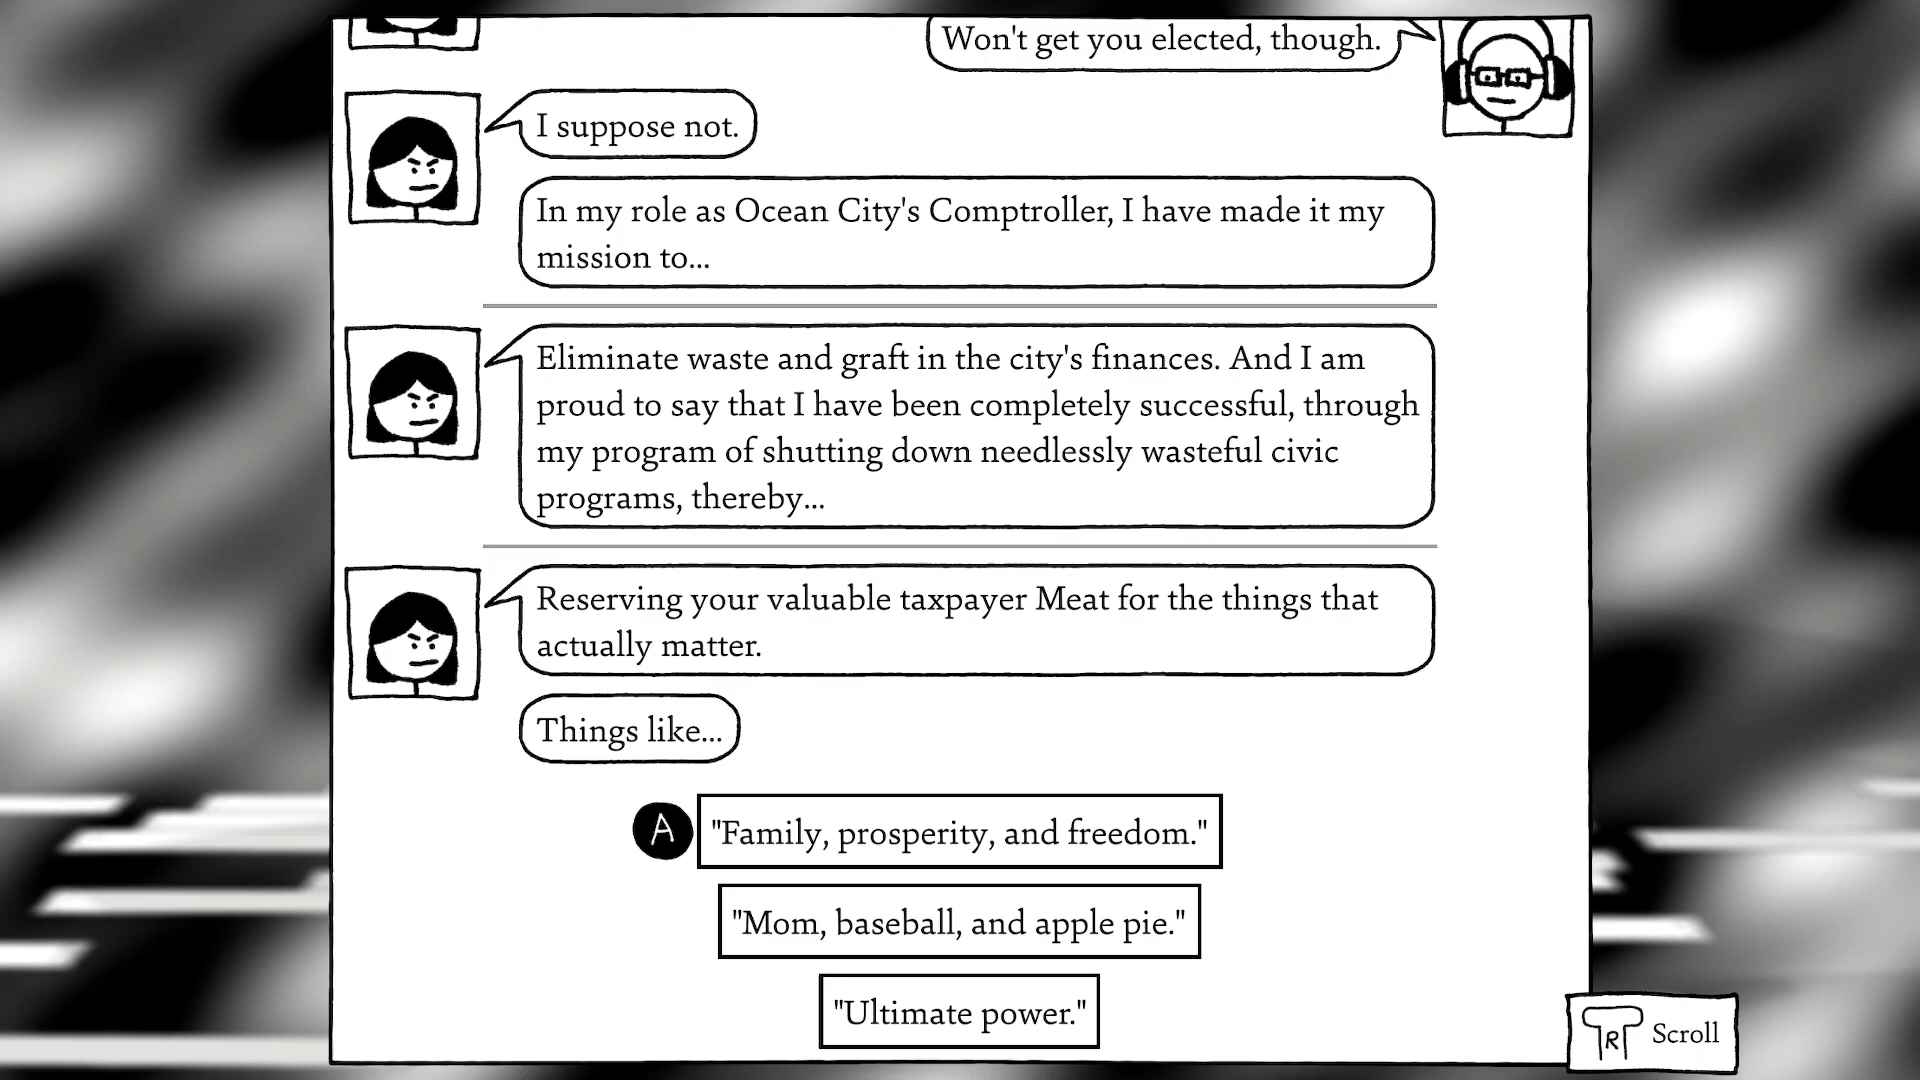 Won't get you elected, though.
I suppose not.
In my role as Ocean City's Comptroller, I have made it my
mission to...
Eliminate waste and graft in the city's finances. And I am
proud to say that I have been completely successful, through
my program of shutting down needlessly wasteful civic
programs, thereby...
Reserving your valuable taxpayer Meat for the things that
actually matter.
Things like...
A "Family, prosperity, and freedom."
"Mom, baseball, and apple pie."
"Ultimate power."
R Scroll